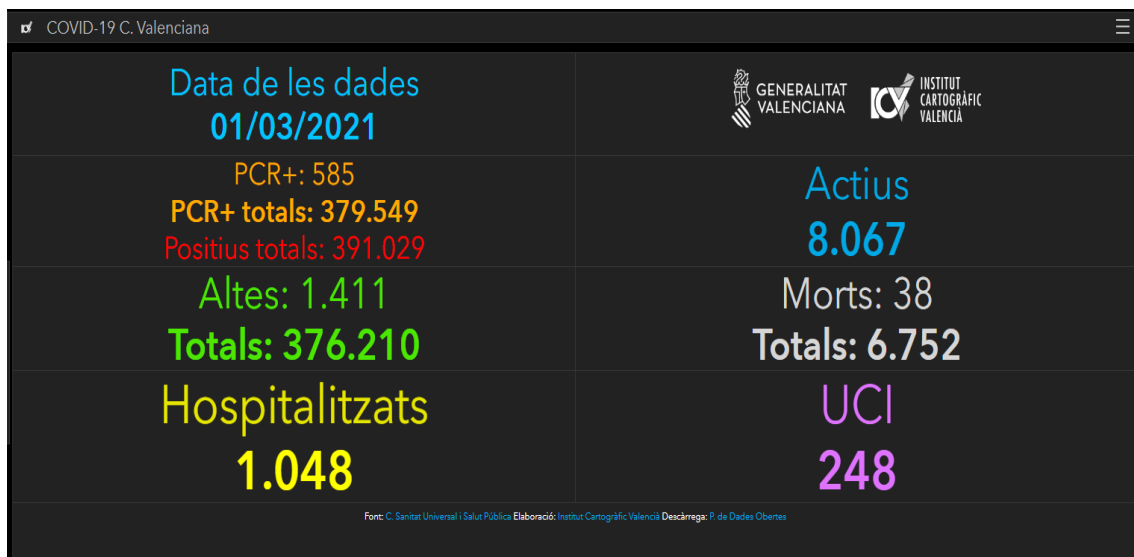 COVID-19 C. Valenciana
Data de les dades
01/03/2021
GENERALITAT
VALENCIANA
ICV
INSTITUT
CARTOGRÀFIC
VALENCIÀ
PCR+: 585
PCR+ totals: 379.549
Positius totals: 391.029
Actius
8.067
Altes: 1.411
Totals: 376.210
Morts: 38
Totals: 6.752
Hospitalitzats
1.048
UCI
248
Font: C. Sanitat Universal i Salut Pública Elaboració: Institut Cartogràfic Valencià Descàrrega: P. de Dades Obertes